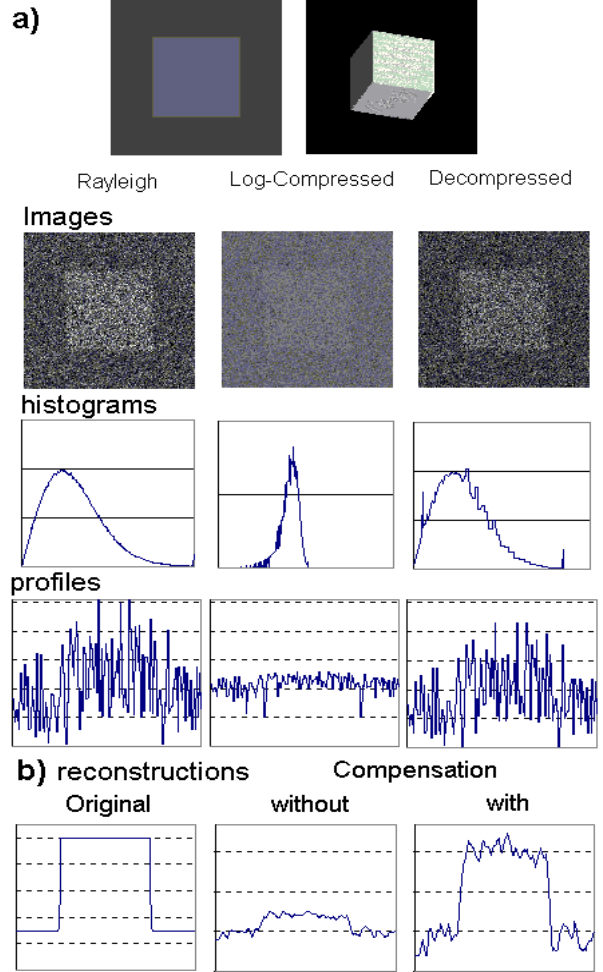 a)
Rayleigh Log-Compressed Decompressed
Images
histograms
profiles
b) reconstructions Compensation
Original without with